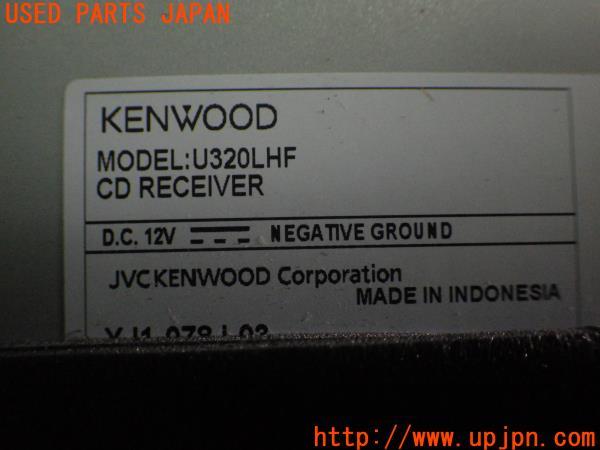 USED PARTS JAPAN
KENWOOD
MODEL:U320LHF
CD RECEIVER
D.C. 12V NEGATIVE GROUND
JVCKENWOOD Corporation
MADE IN INDONESIA
http://www.upjpn.com